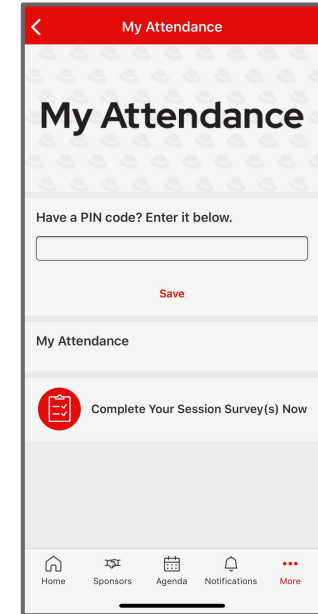 My Attendance
My Attendance
Have a PIN code? Enter it below.
Save
My Attendance
Complete Your Session Survey(s) Now
Home Sponsors Agenda Notifications More